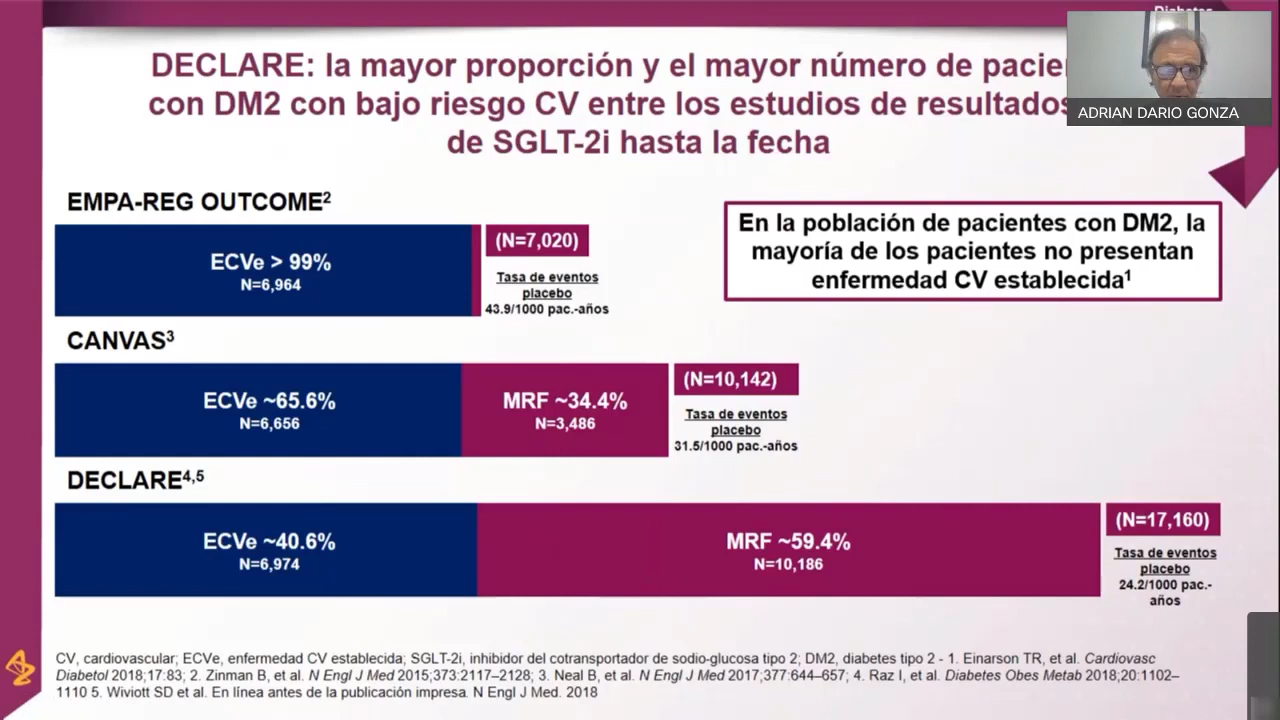 Diabetes
ADRIAN DARIO GONZA
DECLARE: la mayor proporción y el mayor número de pacie
con DM2 con bajo riesgo CV entre los estudios de resultados
de SGLT-2i hasta la fecha
EMPA-REG OUTCOME2
ECVe > 99%
N=6,964
(N=7,020)
Tasa de eventos
placebo
43.9/1000 pac.-años
En la población de pacientes con DM2, la
mayoría de los pacientes no presentan
enfermedad CV establecida1
CANVAS3
ECVe ~65.6%
N=6,656
MRF ~34.4%
N=3,486
(N=10,142)
Tasa de eventos
placebo
31.5/1000 pac.-años
DECLARE4,5
ECVe ~40.6%
N=6,974
MRF ~59.4%
N=10,186
(N=17,160)
Tasa de eventos
placebo
24.2/1000 pac.-
años
CV, cardiovascular; ECVe, enfermedad CV establecida; SGLT-2i, inhibidor del cotransportador de sodio-glucosa tipo 2; DM2, diabetes tipo 2 - 1. Einarson TR, et al. Cardiovasc
Diabetol 2018;17:83; 2. Zinman B, et al. N Engl J Med 2015;373:2117–2128; 3. Neal B, et al. N Engl J Med 2017;377:644–657; 4. Raz I, et al. Diabetes Obes Metab 2018;20:1102–
1110 5. Wiviott SD et al. En línea antes de la publicación impresa. N Engl J Med. 2018